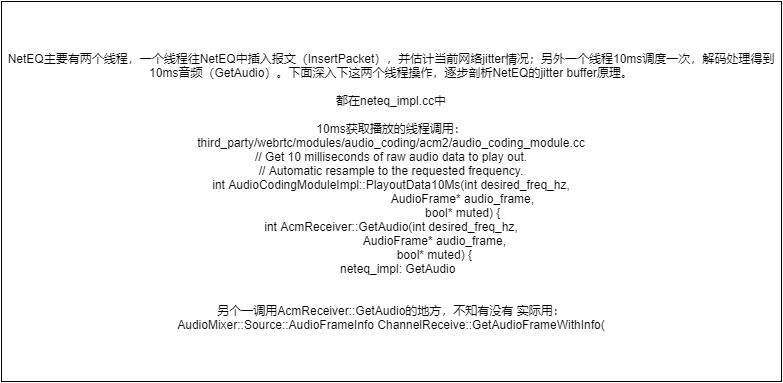 NetEQ主要有两个线程，一个线程往NetEQ中插入报文（InsertPacket），并估计当前网络jitter情况；另外一个线程10ms调度一次，解码处理得到
10ms音频（GetAudio）。下面深入下这两个线程操作，逐步剖析NetEQ的jitter buffer原理。
都在neteq_impl.cc中
10ms获取播放的线程调用：
third_party/webrtc/modules/audio_coding/acm2/audio_coding_module.cc
// Get 10 milliseconds of raw audio data to play out.
// Automatic resample to the requested frequency.
int AudioCodingModuleImpl::PlayoutData10Ms(int desired_freq_hz,
AudioFrame* audio_frame,
bool* muted) {
int AcmReceiver::GetAudio(int desired_freq_hz,
AudioFrame* audio_frame,
bool* muted) {
neteq_impl: GetAudio
另个一调用AcmReceiver::GetAudio的地方，不知有没有 实际用：
AudioMixer::Source::AudioFrameInfo ChannelReceive::GetAudioFrameWithInfo(